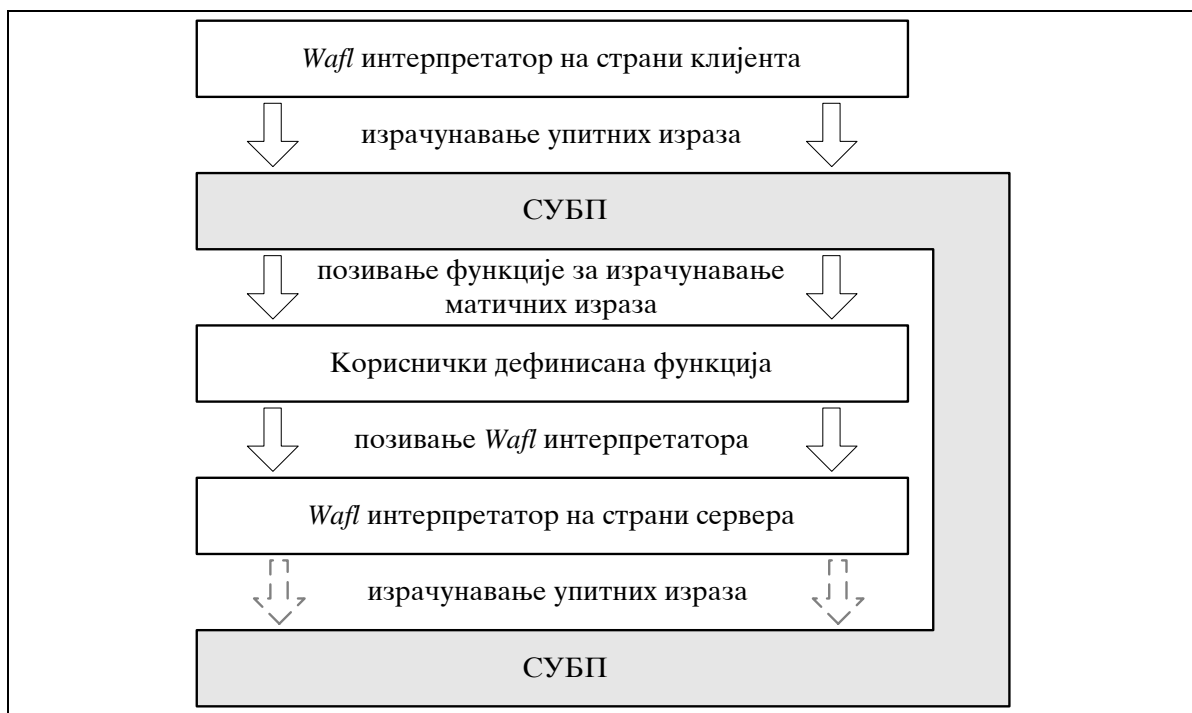 Wafl интерпретатор на страни клијента
израчунавање упитних израза
СУБП
позивање функције за израчунавање
матичних израза
Кориснички дефинисана функција
позивање Wafl интерпретатора
Wafl интерпретатор на страни сервера
израчунавање упитних израза
СУБП